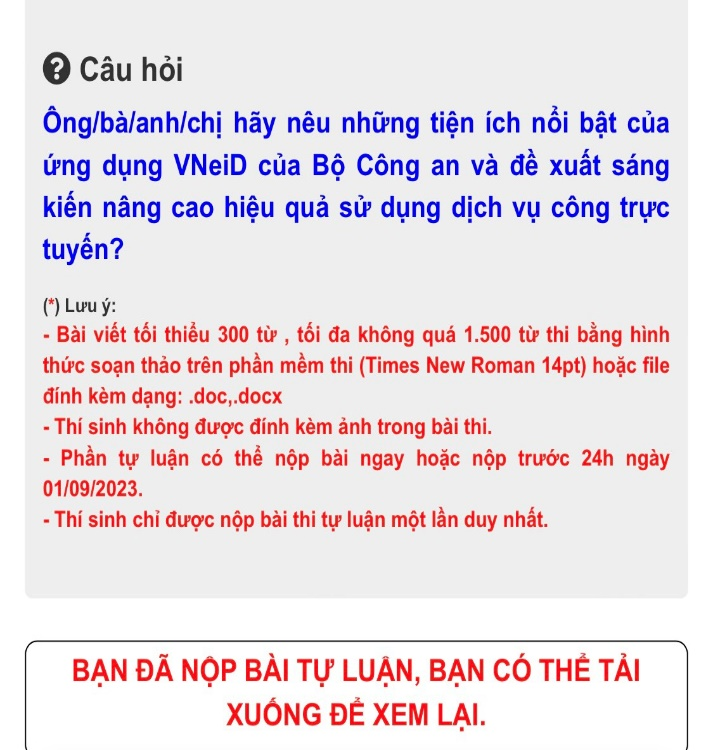 Câu hỏi
Ông/bà/anh/chị hãy nêu những tiện ích nổi bật của
ứng dụng VNeiD của Bộ Công an và đề xuất sáng
kiến nâng cao hiệu quả sử dụng dịch vụ công trực
tuyến?
(*) Lưu ý:
- Bài viết tối thiểu 300 từ , tối đa không quá 1.500 từ thi bằng hình
thức soạn thảo trên phần mềm thi (Times New Roman 14pt) hoặc file
đính kèm dạng: .doc,.docx
- Thí sinh không được đính kèm ảnh trong bài thi.
- Phần tự luận có thể nộp bài ngay hoặc nộp trước 24h ngày
01/09/2023.
- Thí sinh chỉ được nộp bài thi tự luận một lần duy nhất.
BẠN ĐÃ NỘP BÀI TỰ LUẬN, BẠN CÓ THỂ TẢI
XUỐNG ĐỂ XEM LẠI.